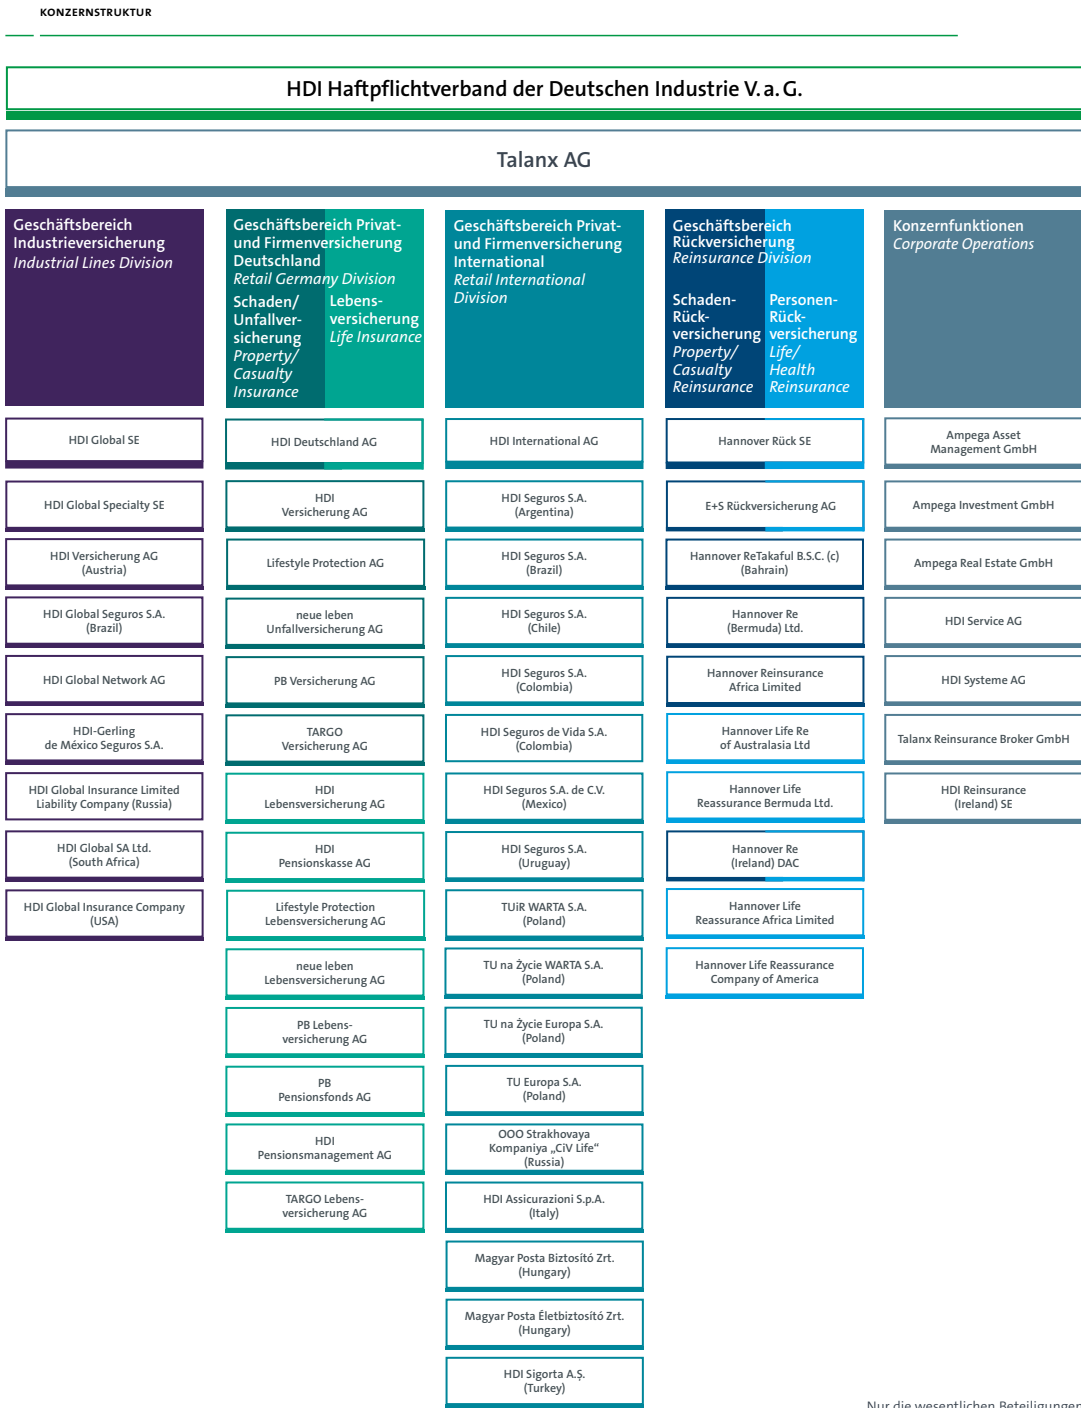 KONZERNSTRUKTUR
HDI Haftpflichtverband der Deutschen Industrie V. a. G.
Talanx AG
Geschäftsbereich
Industrieversicherung
Industrial Lines Division
Geschäftsbereich Privat-
und Firmenversicherung
Deutschland
Retail Germany Division
Schaden/
Unfallver-
sicherung
Property/
Casualty
Insurance
Lebens-
versicherung
Life Insurance
Geschäftsbereich Privat-
und Firmenversicherung
International
Retail International
Division
Geschäftsbereich
Rückversicherung
Reinsurance Division
Schaden-
Rück-
versicherung
Property/
Casualty
Reinsurance
Personen-
Rück-
versicherung
Life/
Health
Reinsurance
Konzernfunktionen
Corporate Operations
HDI Global SE
HDI Global Specialty SE
HDI Versicherung AG
(Austria)
HDI Global Seguros S.A.
(Brazil)
HDI Global Network AG
HDI-Gerling
de México Seguros S.A.
HDI Global Insurance Limited
Liability Company (Russia)
HDI Global SA Ltd.
(South Africa)
HDI Global Insurance Company
(USA)
HDI Deutschland AG
HDI
Versicherung AG
Lifestyle Protection AG
neue leben
Unfallversicherung AG
PB Versicherung AG
TARGO
Versicherung AG
HDI
Lebensversicherung AG
HDI
Pensionskasse AG
Lifestyle Protection
Lebensversicherung AG
neue leben
Lebensversicherung AG
PB Lebens-
versicherung AG
PB
Pensionsfonds AG
HDI
Pensionsmanagement AG
TARGO Lebens-
versicherung AG
HDI International AG
HDI Seguros S.A.
(Argentina)
HDI Seguros S.A.
(Brazil)
HDI Seguros S.A.
(Chile)
HDI Seguros S.A.
(Colombia)
HDI Seguros de Vida S.A.
(Colombia)
HDI Seguros S.A. de C.V.
(Mexico)
HDI Seguros S.A.
(Uruguay)
TUiR WARTA S.A.
(Poland)
TU na Życie WARTA S.A.
(Poland)
TU na Życie Europa S.A.
(Poland)
TU Europa S.A.
(Poland)
OOO Strakhovaya
Kompaniya „CiV Life“
(Russia)
HDI Assicurazioni S.p.A.
(Italy)
Magyar Posta Biztosító Zrt.
(Hungary)
Magyar Posta Életbiztosító Zrt.
(Hungary)
HDI Sigorta A.Ş.
(Turkey)
Hannover Rück SE
E+S Rückversicherung AG
Hannover ReTakaful B.S.C. (c)
(Bahrain)
Hannover Re
(Bermuda) Ltd.
Hannover Reinsurance
Africa Limited
Hannover Life Re
of Australasia Ltd
Hannover Life
Reassurance Bermuda Ltd.
Hannover Re
(Ireland) DAC
Hannover Life
Reassurance Africa Limited
Hannover Life Reassurance
Company of America
Ampega Asset
Management GmbH
Ampega Investment GmbH
Ampega Real Estate GmbH
HDI Service AG
HDI Systeme AG
Talanx Reinsurance Broker GmbH
HDI Reinsurance
(Ireland) SE
Nur die wesentlichen Beteiligungen